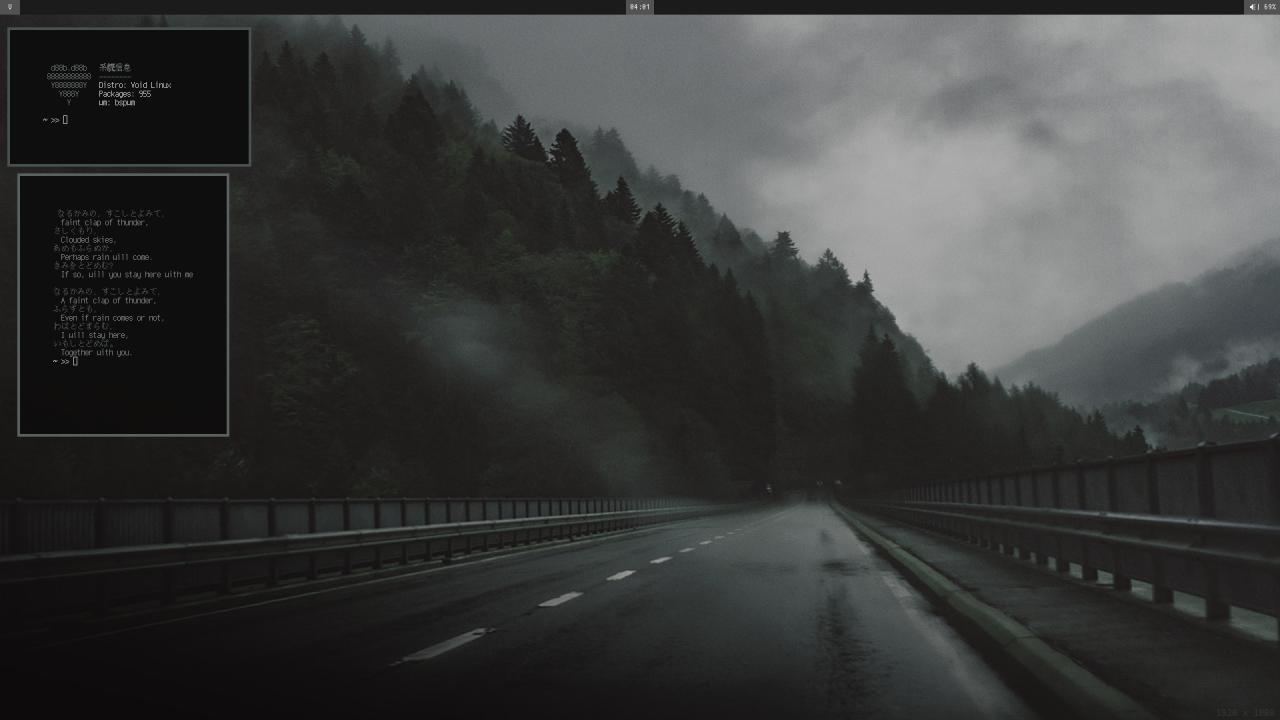 V
04:01
69%
d88b.d88b
88888888888
Y8888888Y
Y888Y
Y
系统信息
--------
Distro: Void Linux
Packages: 955
wm: bspwm
~ >>
なるかみの、すこしとよみて、
faint clap of thunder,
さしくもり、
Clouded skies,
あめもふらぬか、
Perhaps rain will come.
きみをとどめむ?
If so, will you stay here with me
なるかみの、すこしとよみて、
A faint clap of thunder,
ふらずとも、
Even if rain comes or not,
わはとどまらむ、
I will stay here,
いもしとどめば。
Together with you.
~ >>
1920 x 1080